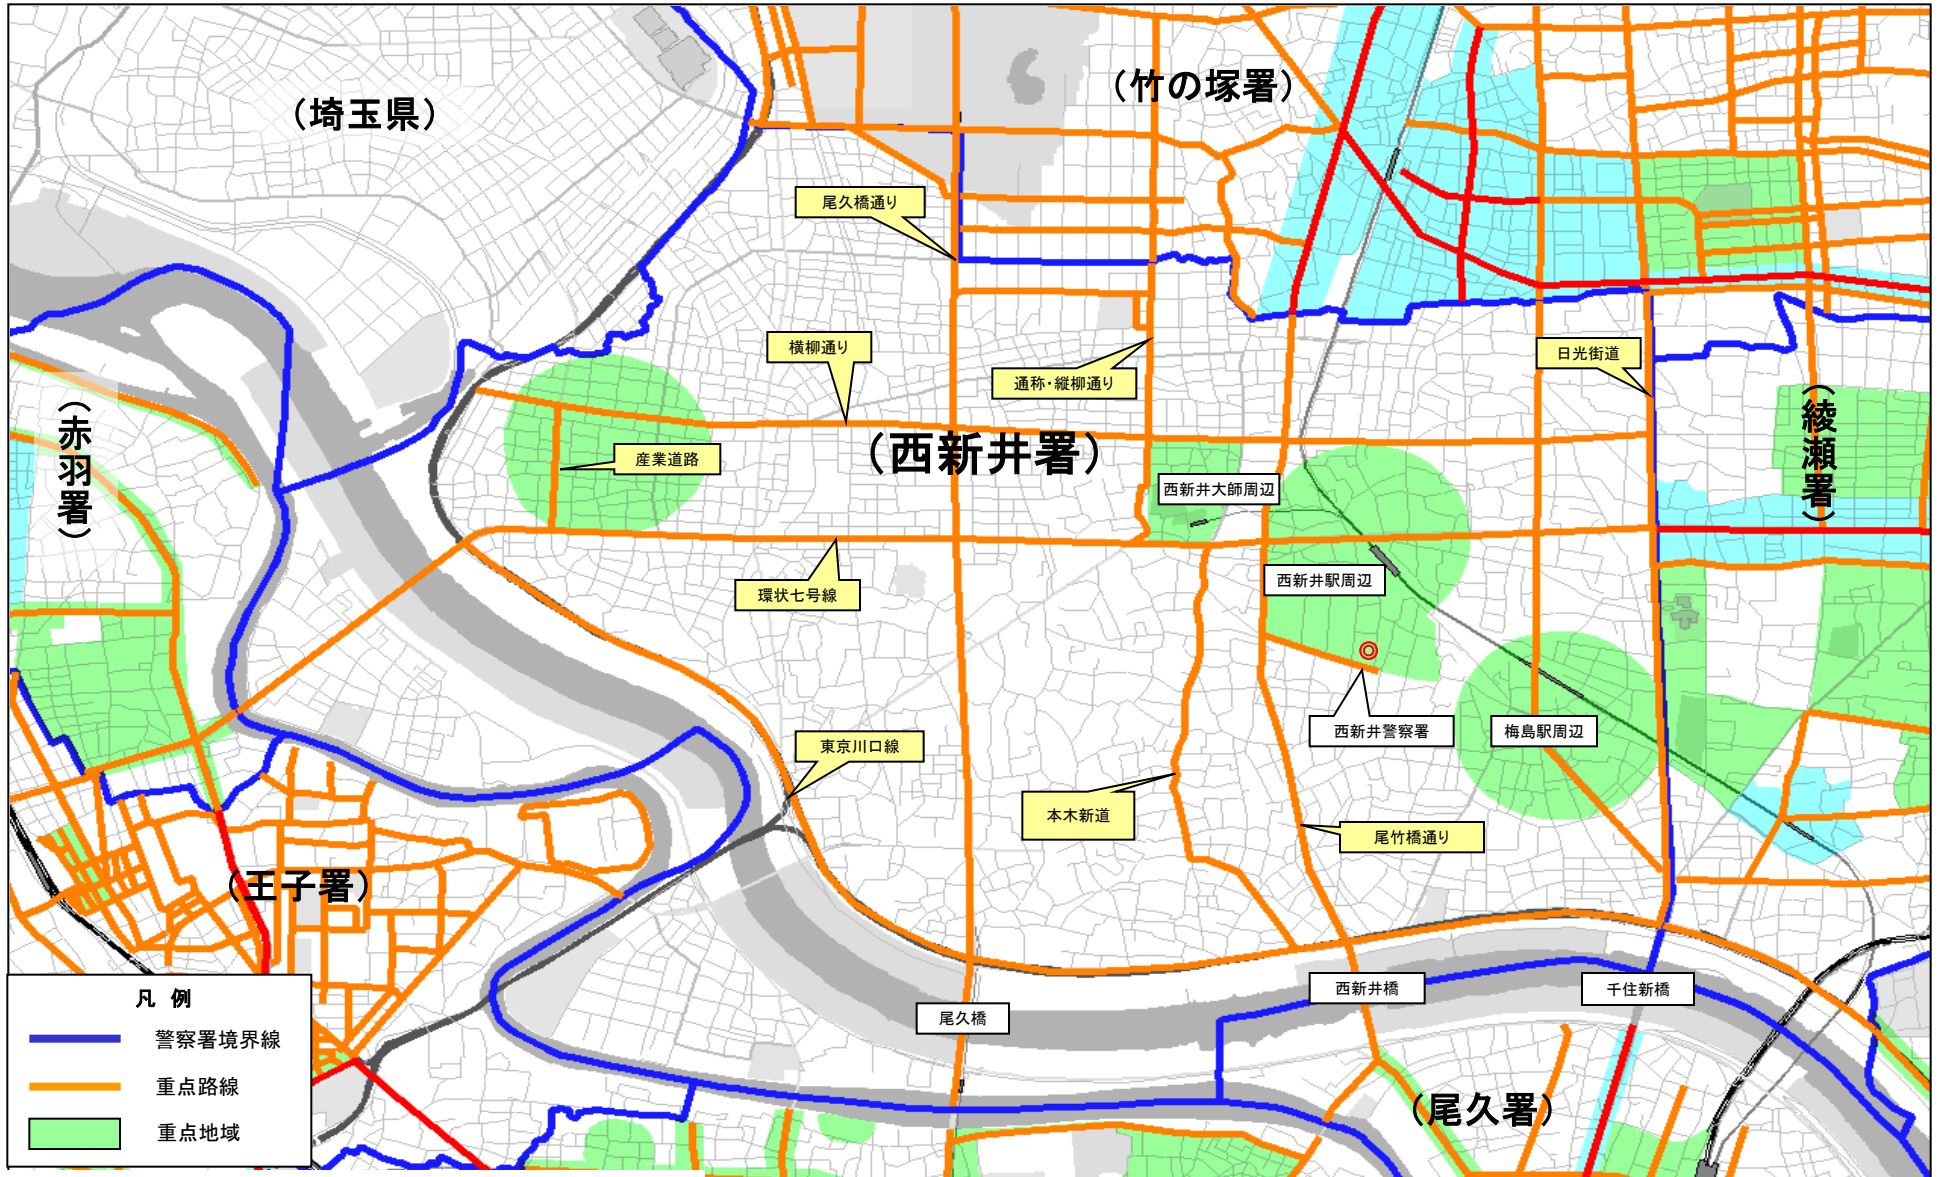 （埼玉県）
（竹の塚署）
尾久橋通り
横柳通り
通称・縦柳通り
日光街道
（赤羽署）
（綾瀬署）
産業道路
（西新井署）
西新井大師周辺
環状七号線
西新井駅周辺
東京川口線
西新井警察署
梅島駅周辺
本木新道
尾竹橋通り
（王子署）
尾久橋
西新井橋
千住新橋
（尾久署）
凡 例
警察署境界線
重点路線
重点地域